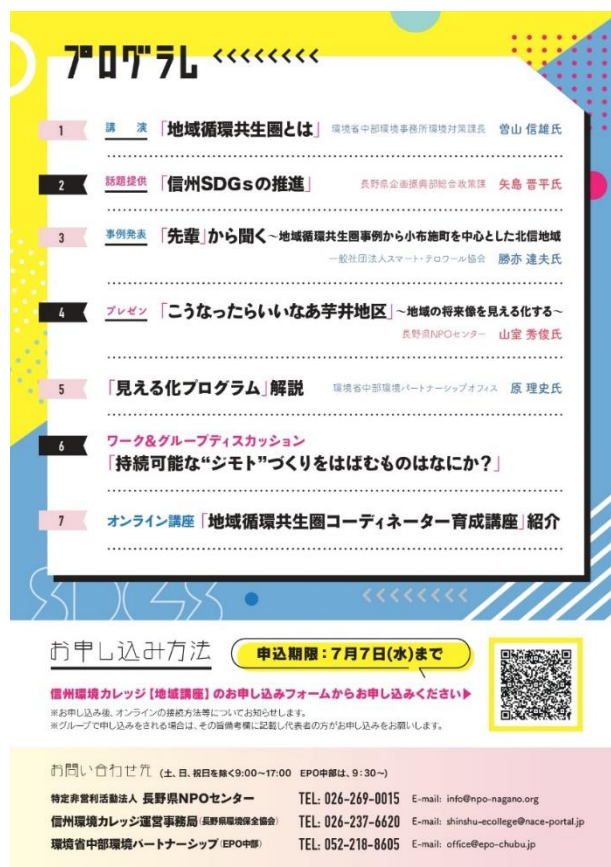 プログラム <<<<<<<<
1 講 演 「地域循環共生圏とは」 環境省中部環境事務所環境対策課長 曽山 信雄氏
2 話題提供 「信州SDGsの推進」 長野県企画振興部総合政策課 矢島 晋平氏
3 事例発表 「先輩」から聞く〜地域循環共生圏事例から小布施町を中心とした北信地域
一般社団法人スマート・テロワール協会 勝亦 達夫氏
4 プレゼン 「こうなったらいいなあ芋井地区」〜地域の将来像を見える化する〜
長野県NPOセンター 山室 秀俊氏
5 「見える化プログラム」解説 環境省中部環境パートナーシップオフィス 原 理史氏
6 ワーク&グループディスカッション
「持続可能な“ジモト”づくりをはばむものはなにか？」
7 オンライン講座「地域循環共生圏コーディネーター育成講座」紹介
SDGs <<<<<<<<
お申し込み方法 申込期限：7月7日(水)まで
信州環境カレッジ【地域講座】のお申し込みフォームからお申し込みください▶
※お申し込み後、オンラインの接続方法等についてお知らせします。
※グループで申し込みをされる場合は、その旨備考欄に記載し代表者の方がお申し込みをお願いします。
お問い合わせ先 (土、日、祝日を除く9:00〜17:00 EPO中部は、9:30〜)
特定非営利活動法人 長野県NPOセンター TEL: 026-269-0015 E-mail: info@npo-nagano.org
信州環境カレッジ運営事務局(長野県環境保全協会) TEL: 026-237-6620 E-mail: shinshu-ecollege@nace-portal.jp
環境省中部環境パートナーシップ(EPO中部) TEL: 052-218-8605 E-mail: office@epo-chubu.jp